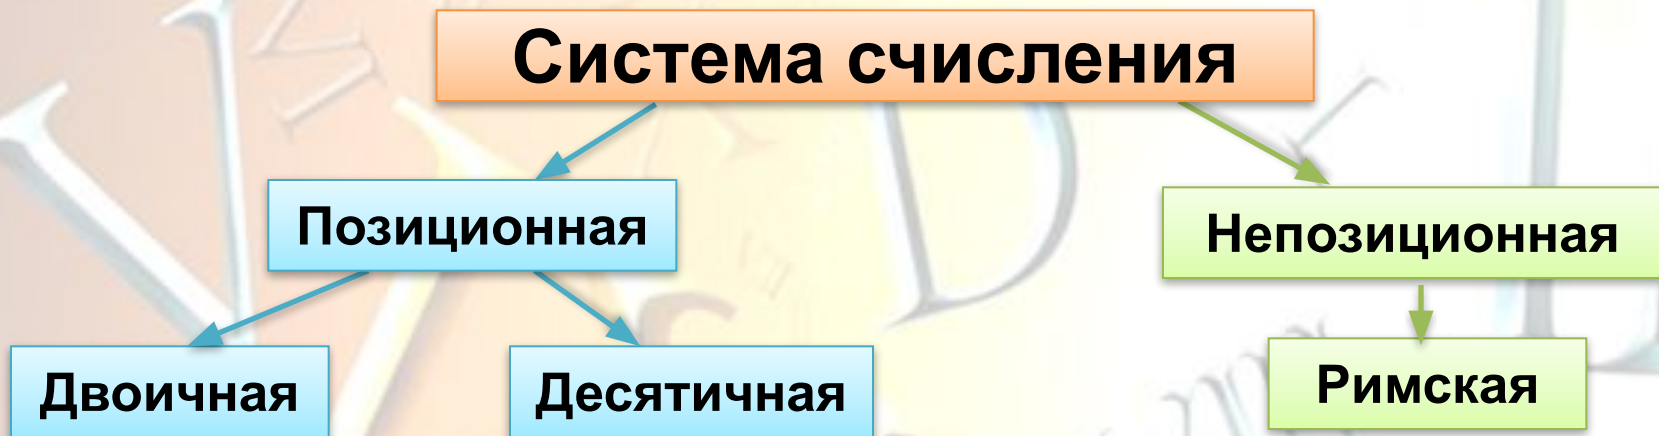 Система счисления
Позиционная
Непозиционная
Двоичная
Десятичная
Римская